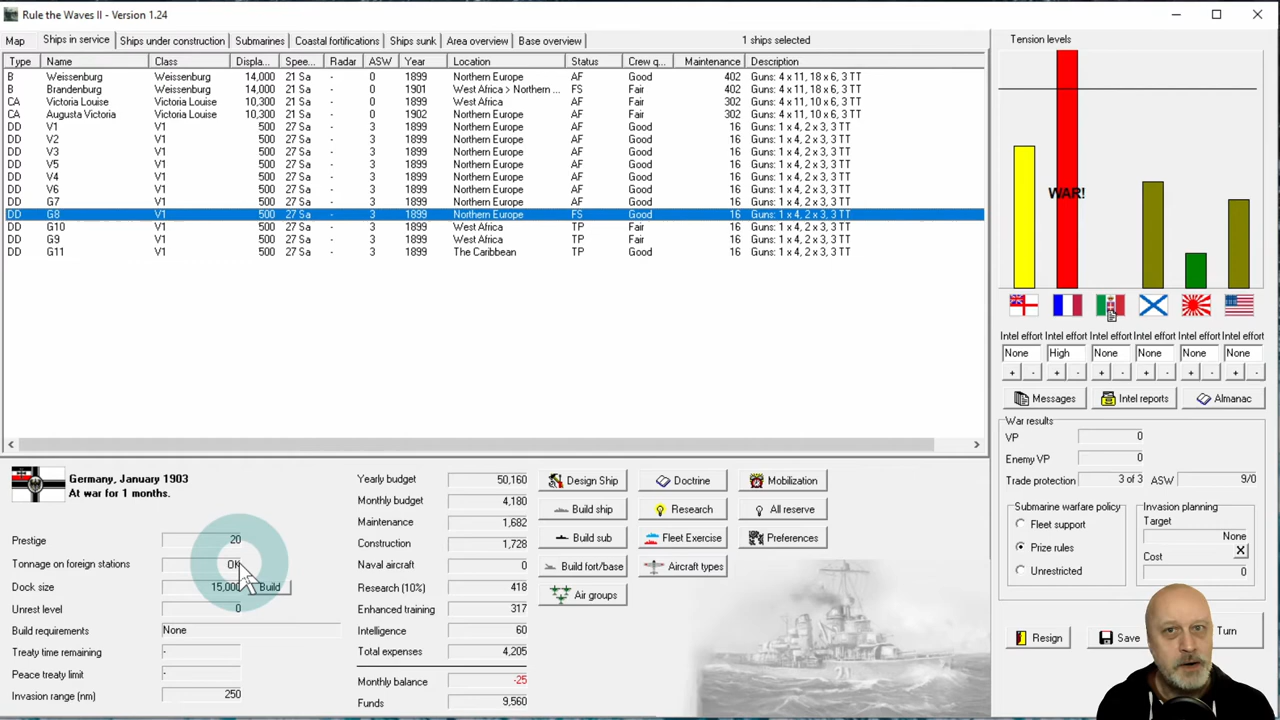 Rule the Waves II - Version 1.24
Map Ships in service Ships under construction Submarines Coastal fortifications Ships sunk Area overview Base overview 1 ships selected
Type Name Class Displa... Spee... Radar ASW Year Location Status Crew q... Maintenance Description
B Weissenburg Weissenburg 14,000 21 Sa - 0 1899 Northern Europe AF Good 402 Guns: 4 x 11, 18 x 6, 3 TT
B Brandenburg Weissenburg 14,000 21 Sa - 0 1901 West Africa > Northern ... FS Fair 402 Guns: 4 x 11, 18 x 6, 3 TT
CA Victoria Louise Victoria Louise 10,300 21 Sa - 0 1899 West Africa AF Fair 302 Guns: 4 x 11, 10 x 6, 3 TT
CA Augusta Victoria Victoria Louise 10,300 21 Sa - 0 1902 Northern Europe AF Fair 302 Guns: 4 x 11, 10 x 6, 3 TT
DD V1 V1 500 27 Sa - 3 1899 Northern Europe AF Good 16 Guns: 1 x 4, 2 x 3, 3 TT
DD V2 V1 500 27 Sa - 3 1899 Northern Europe AF Good 16 Guns: 1 x 4, 2 x 3, 3 TT
DD V3 V1 500 27 Sa - 3 1899 Northern Europe AF Good 16 Guns: 1 x 4, 2 x 3, 3 TT
DD V5 V1 500 27 Sa - 3 1899 Northern Europe AF Good 16 Guns: 1 x 4, 2 x 3, 3 TT
DD V4 V1 500 27 Sa - 3 1899 Northern Europe AF Good 16 Guns: 1 x 4, 2 x 3, 3 TT
DD V6 V1 500 27 Sa - 3 1899 Northern Europe AF Good 16 Guns: 1 x 4, 2 x 3, 3 TT
DD G7 V1 500 27 Sa - 3 1899 Northern Europe AF Good 16 Guns: 1 x 4, 2 x 3, 3 TT
DD G8 V1 500 27 Sa - 3 1899 Northern Europe FS Good 16 Guns: 1 x 4, 2 x 3, 3 TT
DD G10 V1 500 27 Sa - 3 1899 West Africa TP Fair 16 Guns: 1 x 4, 2 x 3, 3 TT
DD G9 V1 500 27 Sa - 3 1899 West Africa TP Fair 16 Guns: 1 x 4, 2 x 3, 3 TT
DD G11 V1 500 27 Sa - 3 1899 The Caribbean TP Good 16 Guns: 1 x 4, 2 x 3, 3 TT
Tension levels
WAR!
Intel effort Intel effort Intel effort Intel effort Intel effort Intel effort
None High None None None None
+ - + - + - + - + - + -
Messages Intel reports Almanac
War results
VP 0
Enemy VP 0
Trade protection 3 of 3 ASW 9/0
Submarine warfare policy
Fleet support
Prize rules
Unrestricted
Invasion planning
Target
None
Cost
0
Resign Save Turn
Germany, January 1903
At war for 1 months.
Prestige 20
Tonnage on foreign stations OK
Dock size 15,000 Build
Unrest level 0
Build requirements None
Treaty time remaining -
Peace treaty limit -
Invasion range (nm) 250
Yearly budget 50,160
Monthly budget 4,180
Maintenance 1,682
Construction 1,728
Naval aircraft 0
Research (10%) 418
Enhanced training 317
Intelligence 60
Total expenses 4,205
Monthly balance -25
Funds 9,560
Design Ship Doctrine Mobilization
Build ship Research All reserve
Build sub Fleet Exercise Preferences
Build fort/base Aircraft types
Air groups